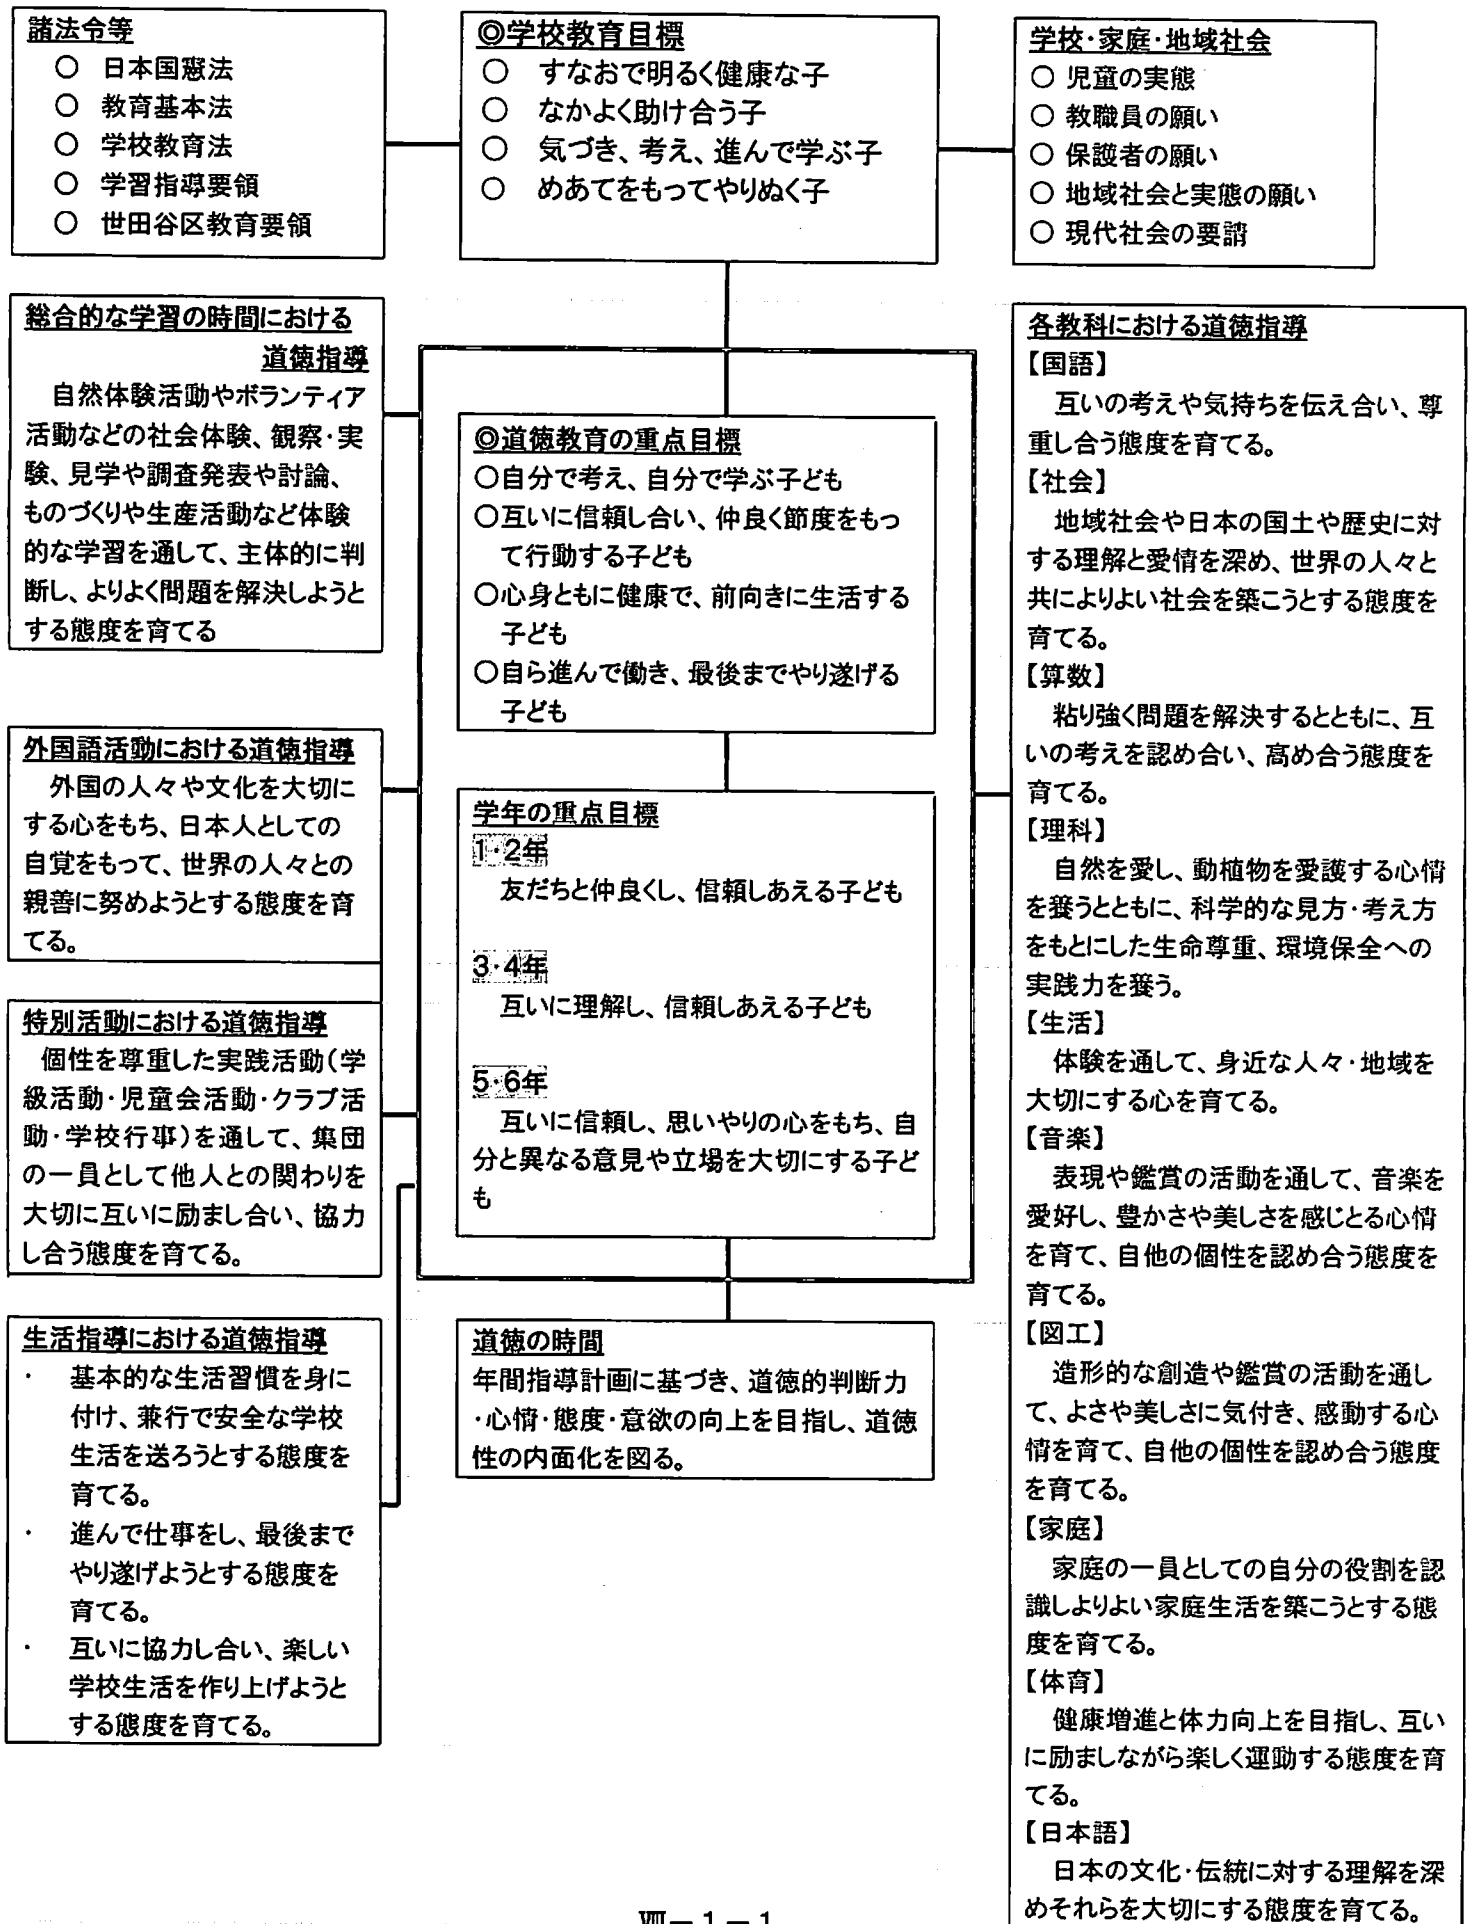 諸法令等
○ 日本国憲法
○ 教育基本法
○ 学校教育法
○ 学習指導要領
○ 世田谷区教育要領
◎学校教育目標
○ すなおで明るく健康な子
○ なかよく助け合う子
○ 気づき、考え、進んで学ぶ子
○ めあてをもってやりぬく子
学校・家庭・地域社会
○ 児童の実態
○ 教職員の願い
○ 保護者の願い
○ 地域社会と実態の願い
○ 現代社会の要請
総合的な学習の時間における
道徳指導
自然体験活動やボランティア
活動などの社会体験、観察・実
験、見学や調査発表や討論、
ものづくりや生産活動など体験
的な学習を通して、主体的に判
断し、よりよく問題を解決しようと
する態度を育てる
外国語活動における道徳指導
外国の人々や文化を大切に
する心をもち、日本人としての
自覚をもって、世界の人々との
親善に努めようとする態度を育
てる。
特別活動における道徳指導
個性を尊重した実践活動(学
級活動・児童会活動・クラブ活
動・学校行事)を通して、集団
の一員として他人との関わりを
大切に互いに励まし合い、協力
し合う態度を育てる。
生活指導における道徳指導
・ 基本的な生活習慣を身に
付け、兼行で安全な学校
生活を送ろうとする態度を
育てる。
・ 進んで仕事をし、最後まで
やり遂げようとする態度を
育てる。
・ 互いに協力し合い、楽しい
学校生活を作り上げようと
する態度を育てる。
◎道徳教育の重点目標
○自分で考え、自分で学ぶ子ども
○互いに信頼し合い、仲良く節度をもっ
て行動する子ども
○心身ともに健康で、前向きに生活する
子ども
○自ら進んで働き、最後までやり遂げる
子ども
学年の重点目標
1・2年
友だちと仲良くし、信頼しあえる子ども
3・4年
互いに理解し、信頼しあえる子ども
5・6年
互いに信頼し、思いやりの心をもち、自
分と異なる意見や立場を大切にする子ど
も
道徳の時間
年間指導計画に基づき、道徳的判断力
・心情・態度・意欲の向上を目指し、道徳
性の内面化を図る。
各教科における道徳指導
【国語】
互いの考えや気持ちを伝え合い、尊
重し合う態度を育てる。
【社会】
地域社会や日本の国土や歴史に対
する理解と愛情を深め、世界の人々と
共によりよい社会を築こうとする態度を
育てる。
【算数】
粘り強く問題を解決するとともに、互
いの考えを認め合い、高め合う態度を
育てる。
【理科】
自然を愛し、動植物を愛護する心情
を養うとともに、科学的な見方・考え方
をもとにした生命尊重、環境保全への
実践力を養う。
【生活】
体験を通して、身近な人々・地域を
大切にする心を育てる。
【音楽】
表現や鑑賞の活動を通して、音楽を
愛好し、豊かさや美しさを感じとる心情
を育て、自他の個性を認め合う態度を
育てる。
【図工】
造形的な創造や鑑賞の活動を通し
て、よさや美しさに気付き、感動する心
情を育て、自他の個性を認め合う態度
を育てる。
【家庭】
家庭の一員としての自分の役割を認
識しよりよい家庭生活を築こうとする態
度を育てる。
【体育】
健康増進と体力向上を目指し、互い
に励ましながら楽しく運動する態度を育
てる。
【日本語】
日本の文化・伝統に対する理解を深
めそれらを大切にする態度を育てる。
Ⅷ－1－1